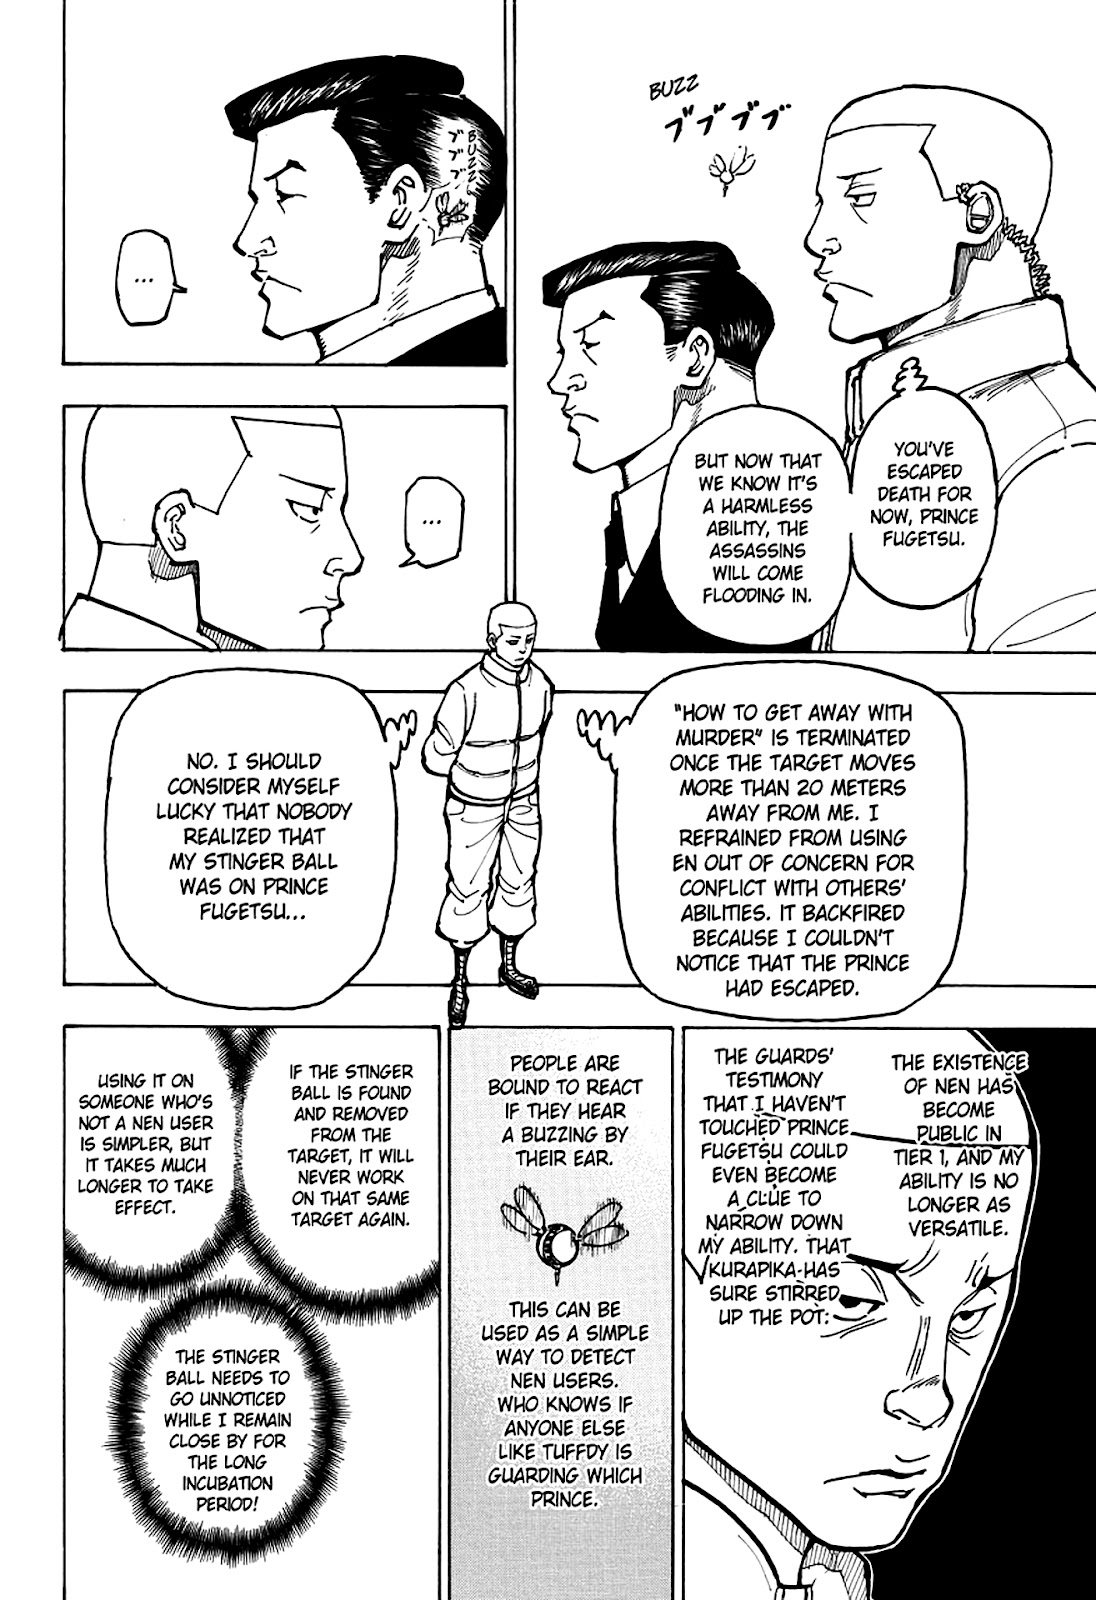 BUZZ
ブブブブ
YOU'VE
ESCAPED
DEATH FOR
NOW, PRINCE
FUGETSU.
BUT NOW THAT
WE KNOW IT'S
A HARMLESS
ABILITY, THE
ASSASSINS
WILL COME
FLOODING IN.
BUZZ
ブブブ
...
...
"HOW TO GET AWAY WITH
MURDER" IS TERMINATED
ONCE THE TARGET MOVES
MORE THAN 20 METERS
AWAY FROM ME. I
REFRAINED FROM USING
EN OUT OF CONCERN FOR
CONFLICT WITH OTHERS'
ABILITIES. IT BACKFIRED
BECAUSE I COULDN'T
NOTICE THAT THE PRINCE
HAD ESCAPED.
NO. I SHOULD
CONSIDER MYSELF
LUCKY THAT NOBODY
REALIZED THAT
MY STINGER BALL
WAS ON PRINCE
FUGETSU...
THE EXISTENCE
OF NEN HAS
BECOME
PUBLIC IN
TIER 1, AND MY
ABILITY IS NO
LONGER AS
VERSATILE.
THE GUARDS'
TESTIMONY
THAT I HAVEN'T
TOUCHED PRINCE
FUGETSU COULD
EVEN BECOME
A CLUE TO
NARROW DOWN
MY ABILITY. THAT
KURAPIKA HAS
SURE STIRRED
UP THE POT.
PEOPLE ARE
BOUND TO REACT
IF THEY HEAR
A BUZZING BY
THEIR EAR.
THIS CAN BE
USED AS A SIMPLE
WAY TO DETECT
NEN USERS.
WHO KNOWS IF
ANYONE ELSE
LIKE TUFFDY IS
GUARDING WHICH
PRINCE.
IF THE STINGER
BALL IS FOUND
AND REMOVED
FROM THE
TARGET, IT WILL
NEVER WORK
ON THAT SAME
TARGET AGAIN.
USING IT ON
SOMEONE WHO'S
NOT A NEN USER
IS SIMPLER, BUT
IT TAKES MUCH
LONGER TO TAKE
EFFECT.
THE STINGER
BALL NEEDS TO
GO UNNOTICED
WHILE I REMAIN
CLOSE BY FOR
THE LONG
INCUBATION
PERIOD!